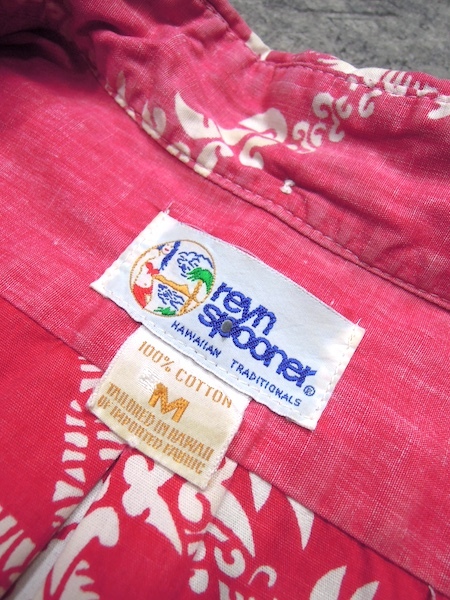 reyn
spooner®
HAWAIIAN TRADITIONALS
100% COTTON
M
TAILORED IN HAWAII
OF IMPORTED FABRIC